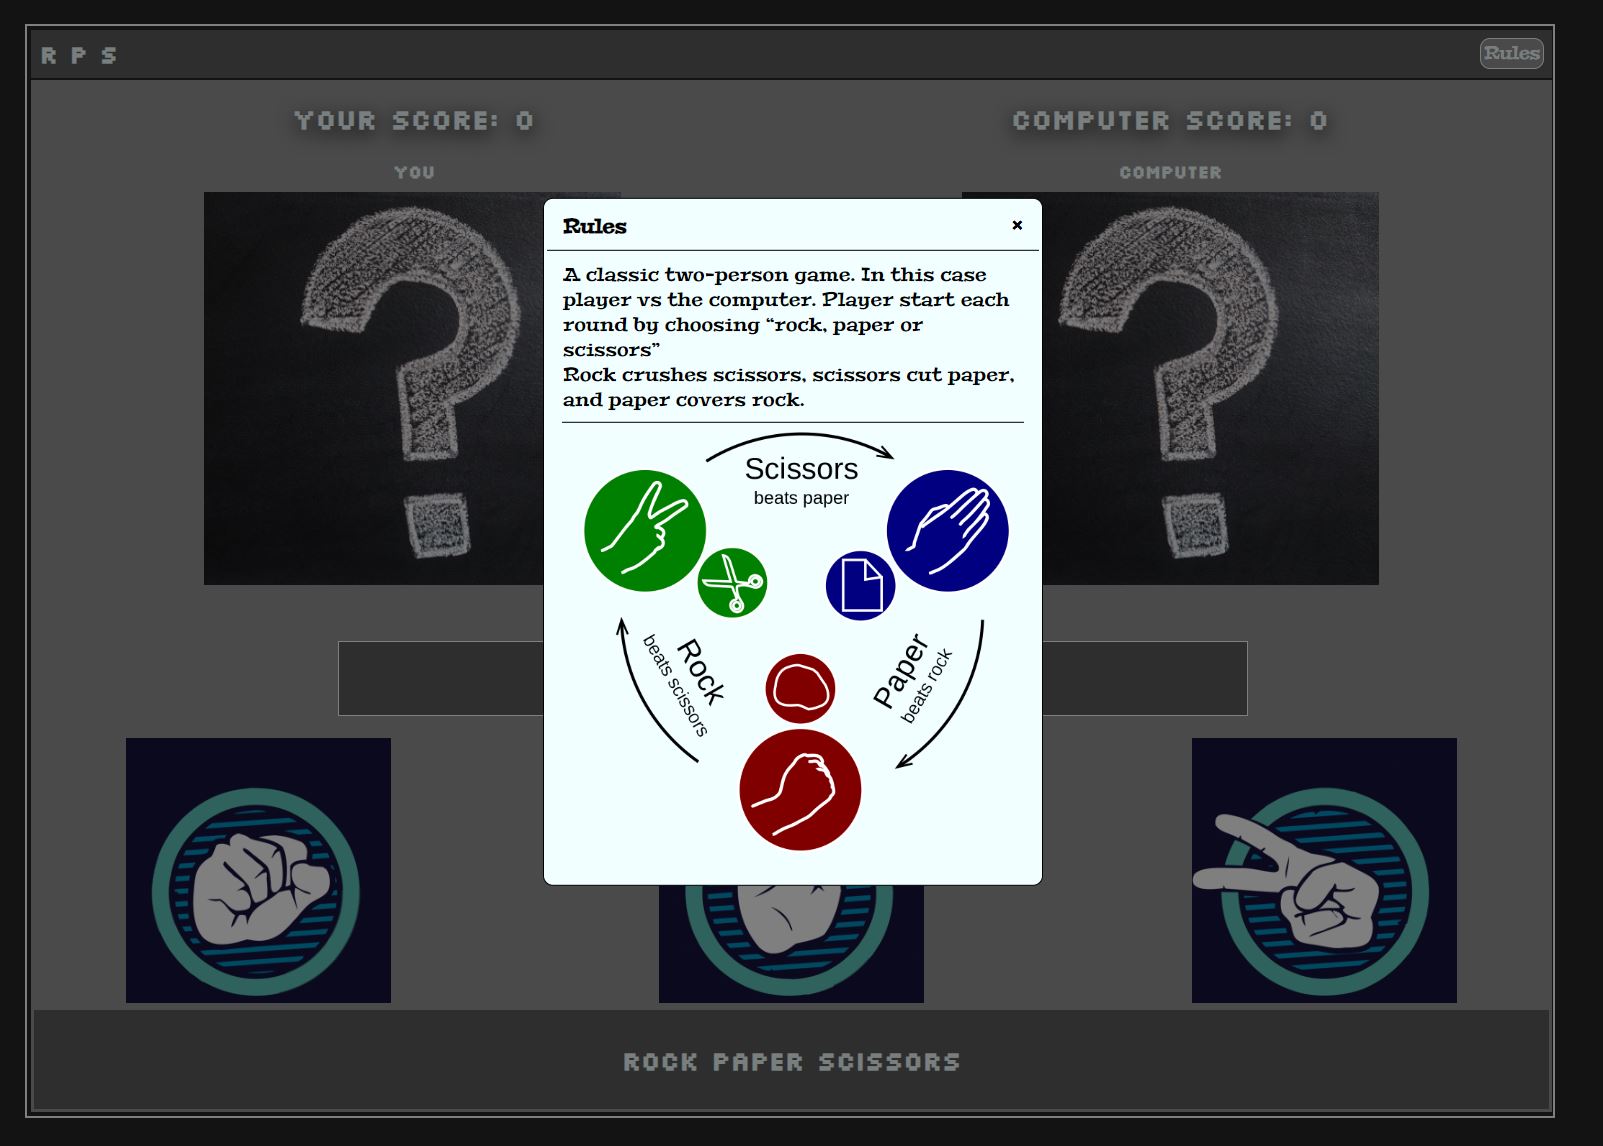 R P S
Rules
YOUR SCORE: 0
COMPUTER SCORE: 0
YOU
COMPUTER
Rules
×
A classic two-person game. In this case
player vs the computer. Player start each
round by choosing “rock, paper or
scissors”
Rock crushes scissors, scissors cut paper,
and paper covers rock.
Scissors
beats paper
Rock
beats scissors
Paper
beats rock
ROCK PAPER SCISSORS